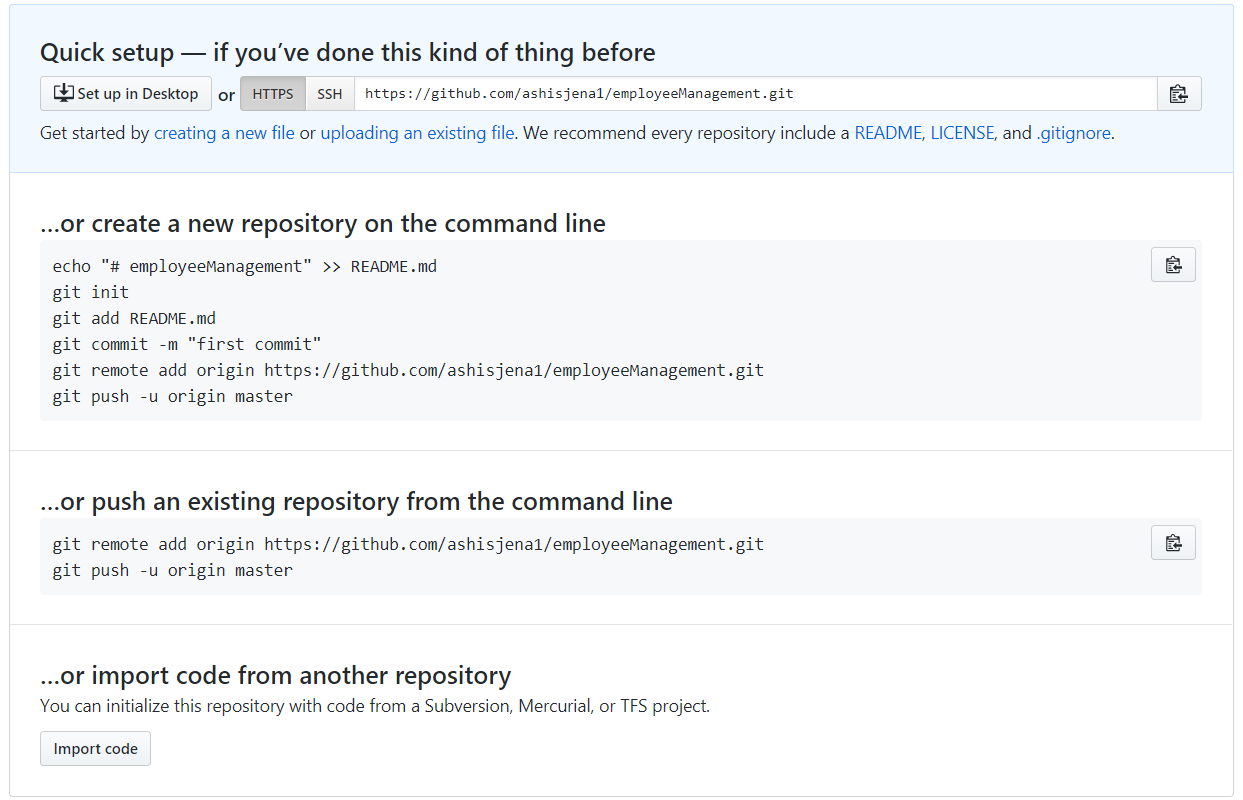 Quick setup — if you’ve done this kind of thing before
Set up in Desktop or HTTPS SSH https://github.com/ashisjena1/employeeManagement.git
Get started by creating a new file or uploading an existing file. We recommend every repository include a README, LICENSE, and .gitignore.
…or create a new repository on the command line
echo "# employeeManagement" >> README.md
git init
git add README.md
git commit -m "first commit"
git remote add origin https://github.com/ashisjena1/employeeManagement.git
git push -u origin master
…or push an existing repository from the command line
git remote add origin https://github.com/ashisjena1/employeeManagement.git
git push -u origin master
…or import code from another repository
You can initialize this repository with code from a Subversion, Mercurial, or TFS project.
Import code